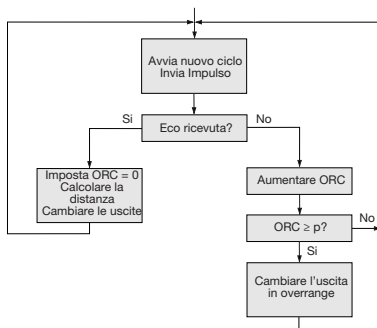 Avvia nuovo ciclo
Invia Impulso
Si
Eco ricevuta?
No
Imposta ORC = 0
Calcolare la
distanza
Cambiare le uscite
Aumentare ORC
ORC ≥ p?
No
Si
Cambiare l'uscita
in overrange